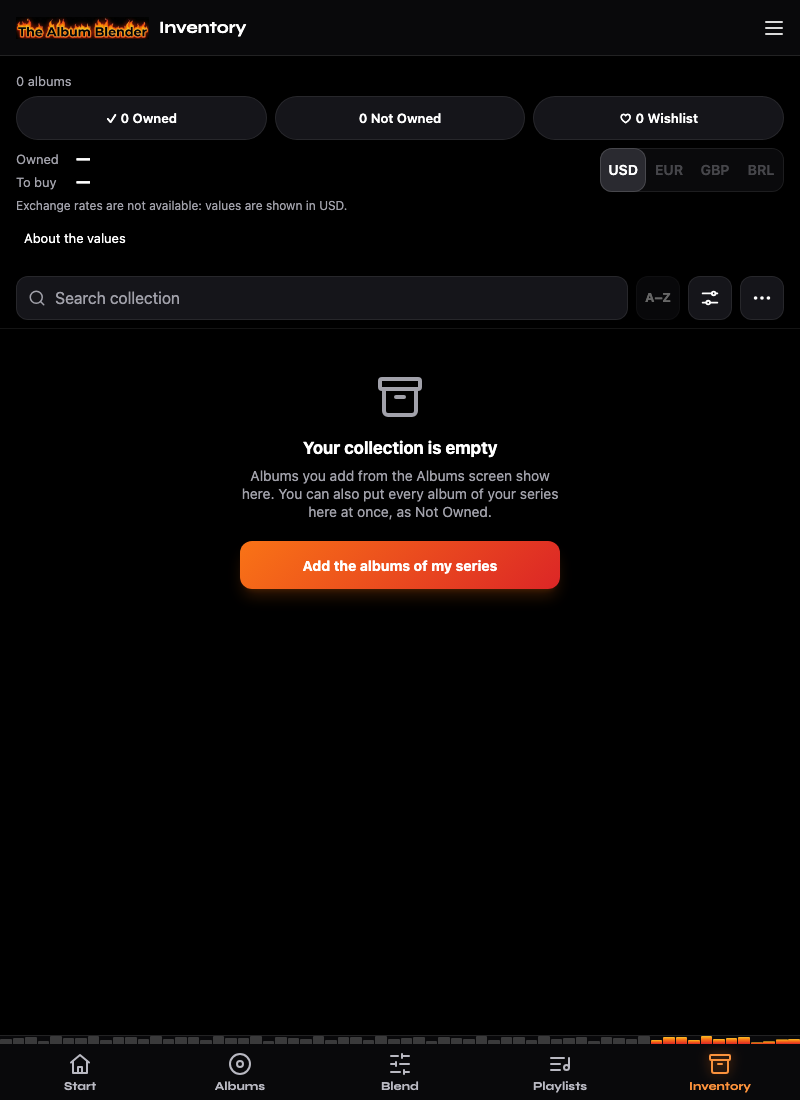 The Album Blender Inventory
0 albums
✓ 0 Owned
0 Not Owned
♡ 0 Wishlist
Owned —
To buy —
USD EUR GBP BRL
Exchange rates are not available: values are shown in USD.
About the values
Search collection
A–Z
Your collection is empty
Albums you add from the Albums screen show
here. You can also put every album of your series
here at once, as Not Owned.
Add the albums of my series
Start
Albums
Blend
Playlists
Inventory